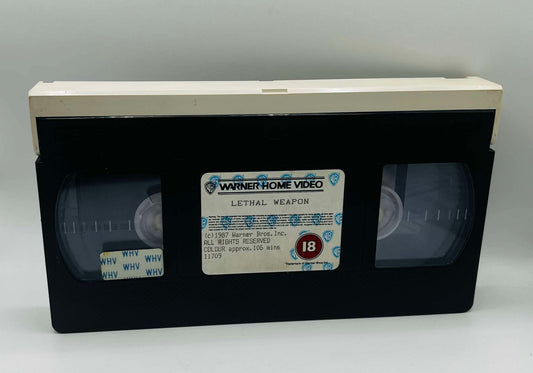 WARNER HOME VIDEO
LETHAL WEAPON
(c)1987 Warner Bros.Inc.
ALL RIGHTS RESERVED
COLOUR approx.106 mins
11709
18
WHV WHV
WHV
WHV WHV